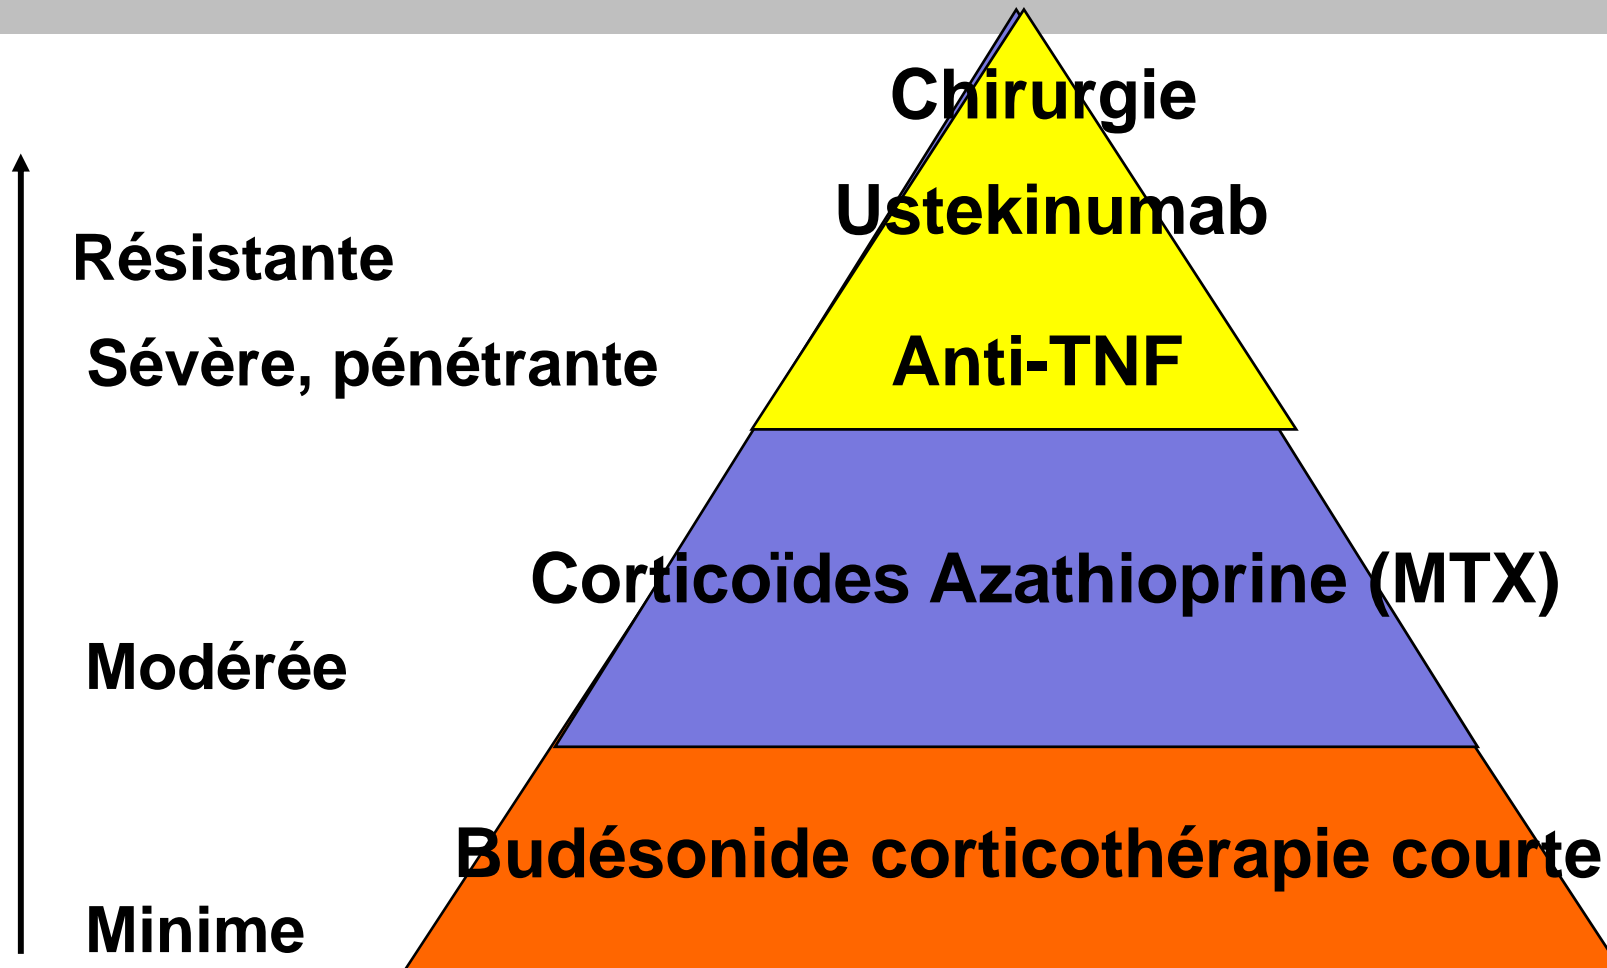 Chirurgie
Ustekinumab
Résistante
Sévère, pénétrante
Anti-TNF
Corticoïdes Azathioprine (MTX)
Modérée
Budésonide corticothérapie courte
Minime